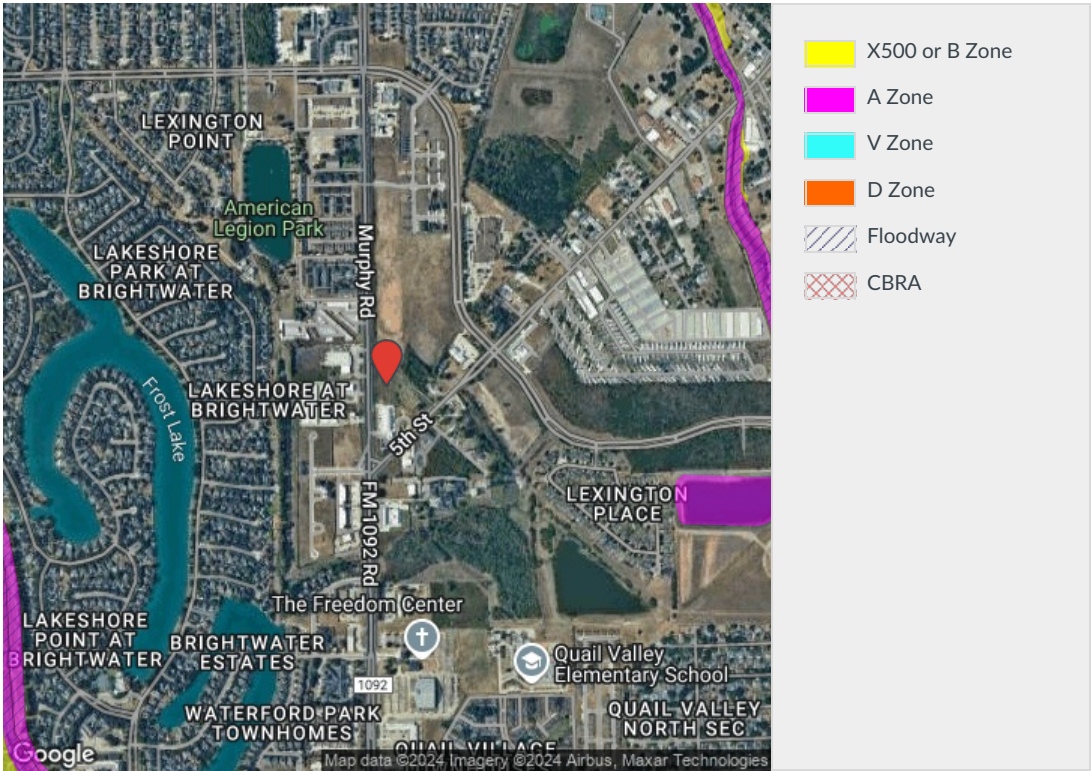 LEXINGTON
POINT
American
Legion Park
LAKESHORE
PARK AT
BRIGHTWATER
Murphy Rd
Frost Lake
LAKESHORE AT
BRIGHTWATER
5th St
FM 1092 Rd
LEXINGTON
PLACE
The Freedom Center
LAKESHORE
POINT AT
BRIGHTWATER
BRIGHTWATER
ESTATES
Quail Valley
Elementary School
1092
WATERFORD PARK
TOWNHOMES
QUAIL VALLEY
NORTH SEC
QUAIL VILLAGE
Google
Map data ©2024 Imagery ©2024 Airbus, Maxar Technologies
X500 or B Zone
A Zone
V Zone
D Zone
Floodway
CBRA